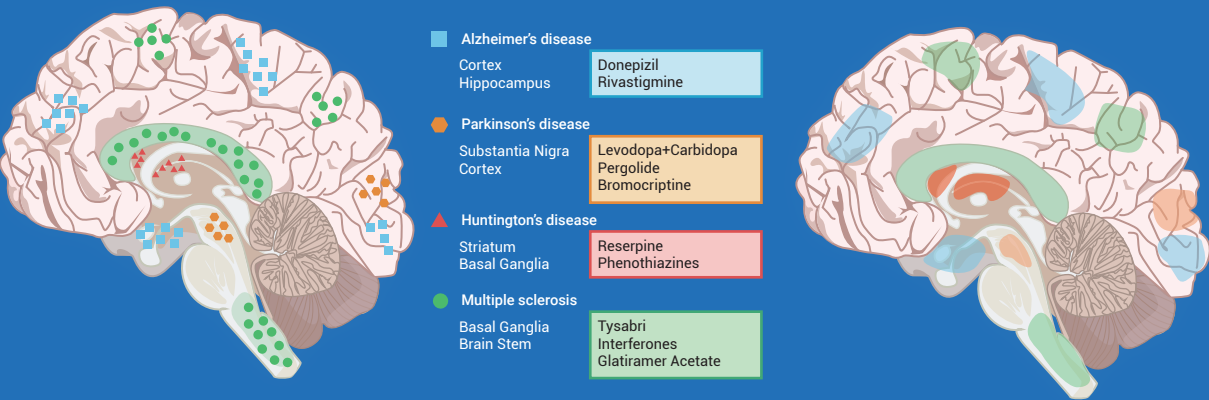 Alzheimer's disease
Cortex
Hippocampus
Donepizil
Rivastigmine
Parkinson's disease
Substantia Nigra
Cortex
Levodopa+Carbidopa
Pergolide
Bromocriptine
Huntington's disease
Striatum
Basal Ganglia
Reserpine
Phenothiazines
Multiple sclerosis
Basal Ganglia
Brain Stem
Tysabri
Interferones
Glatiramer Acetate